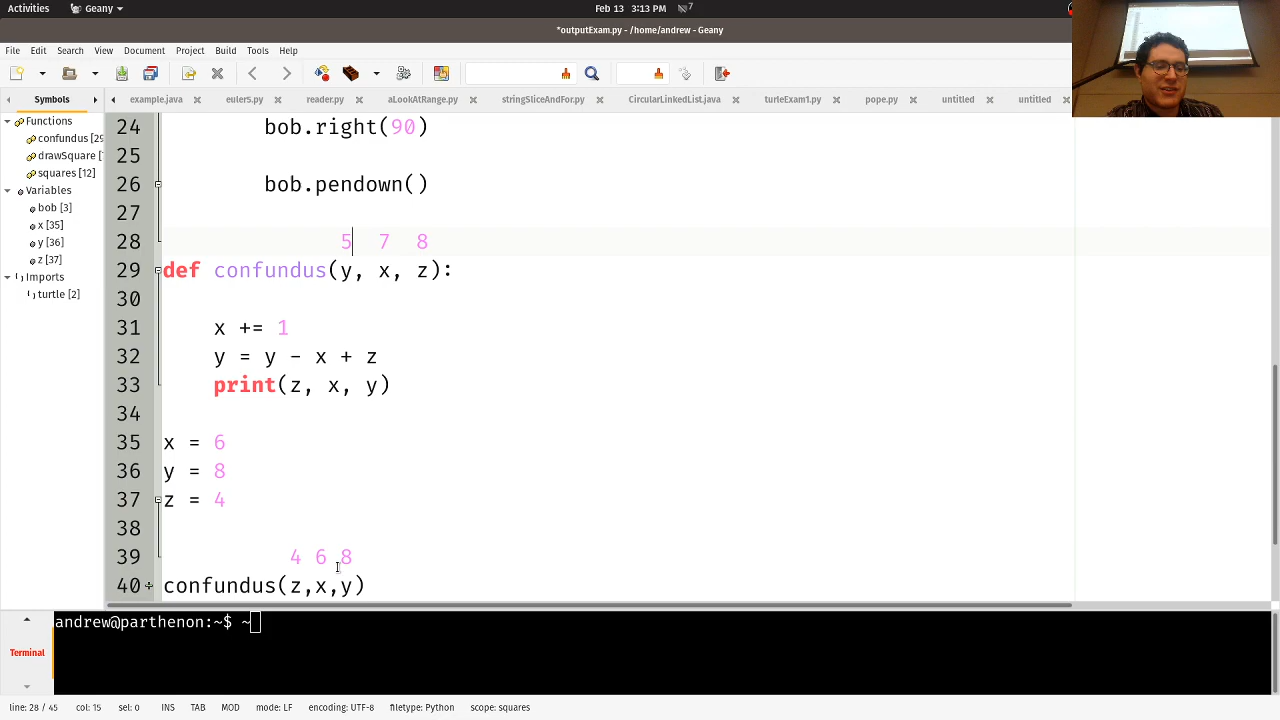 Activities Geany Feb 13 3:13 PM 7
*outputExam.py - /home/andrew - Geany
File Edit Search View Document Project Build Tools Help
Symbols example.java euler5.py reader.py aLookAtRange.py stringSliceAndFor.py CircularLinkedList.java turtleExam1.py pope.py untitled untitled
Functions
confundus [29
drawSquare [
squares [12]
Variables
bob [3]
x [35]
y [36]
z [37]
Imports
turtle [2]
24 bob.right(90)
25
26 bob.pendown()
27
28 5 7 8
29 def confundus(y, x, z):
30
31 x += 1
32 y = y - x + z
33 print(z, x, y)
34
35 x = 6
36 y = 8
37 z = 4
38
39 4 6 8
40 confundus(z,x,y)
Terminal
andrew@parthenon:~$ ~
line: 28 / 45 col: 15 sel: 0 INS TAB MOD mode: LF encoding: UTF-8 filetype: Python scope: squares